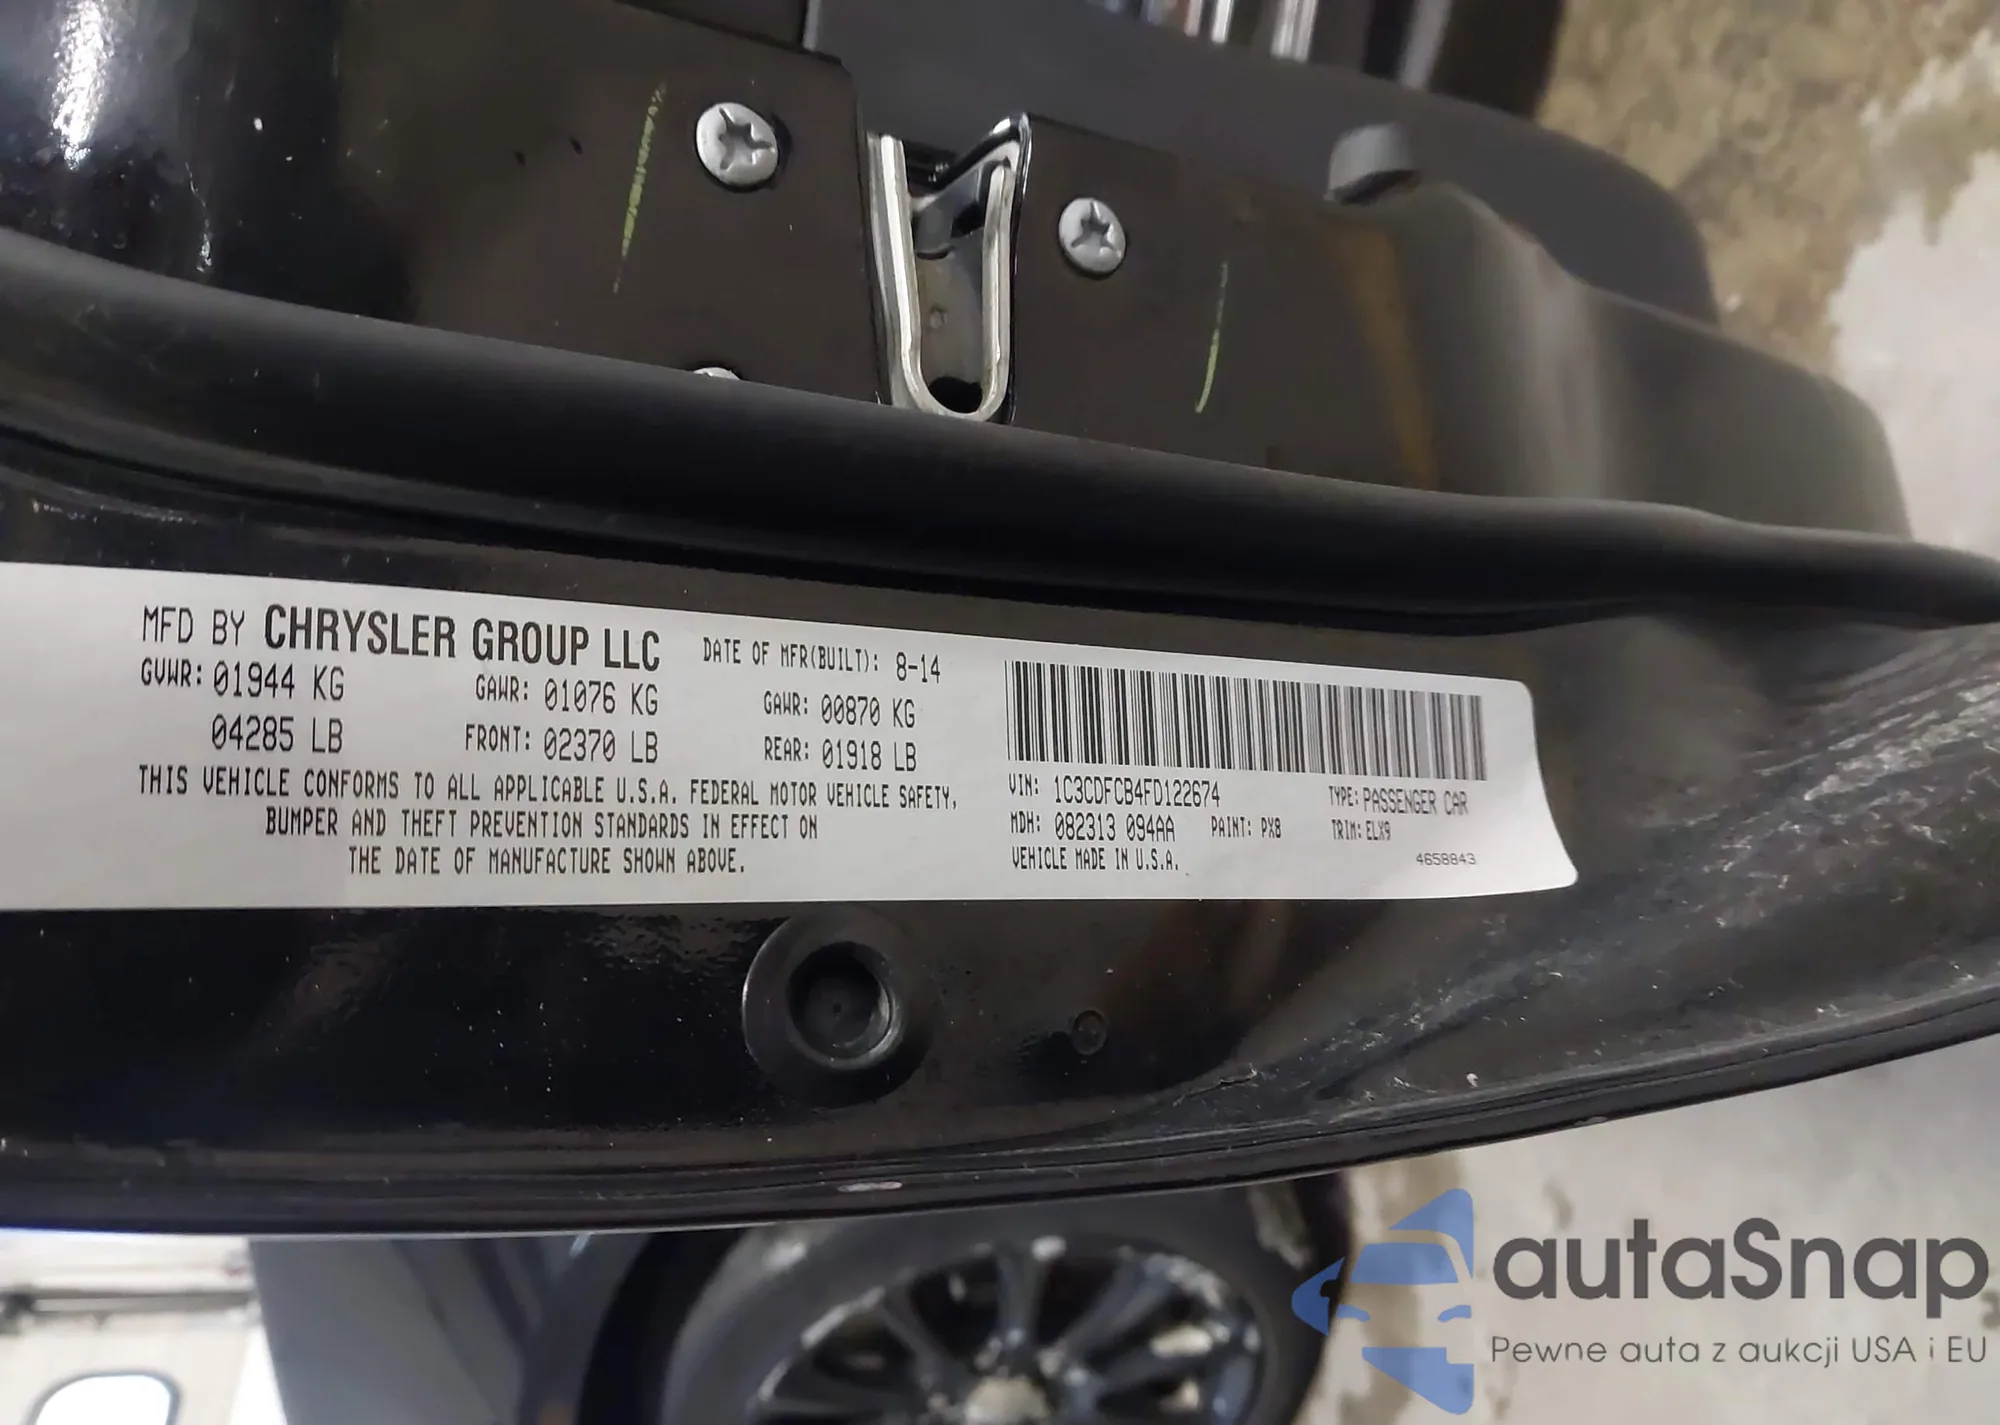 MFD BY CHRYSLER GROUP LLC DATE OF MFR(BUILT): 8-14
GVWR: 01944 KG GAWR: 01076 KG GAWR: 00870 KG
04285 LB FRONT: 02370 LB REAR: 01918 LB
THIS VEHICLE CONFORMS TO ALL APPLICABLE U.S.A. FEDERAL MOTOR VEHICLE SAFETY,
BUMPER AND THEFT PREVENTION STANDARDS IN EFFECT ON
THE DATE OF MANUFACTURE SHOWN ABOVE.
VIN: 1C3CDFCB4FD122674 TYPE: PASSENGER CAR
MDH: 082313 094AA PAINT: PX8 TRIM: ELX9
VEHICLE MADE IN U.S.A. 4658843
autaSnap
Pewne auta z aukcji USA i EU